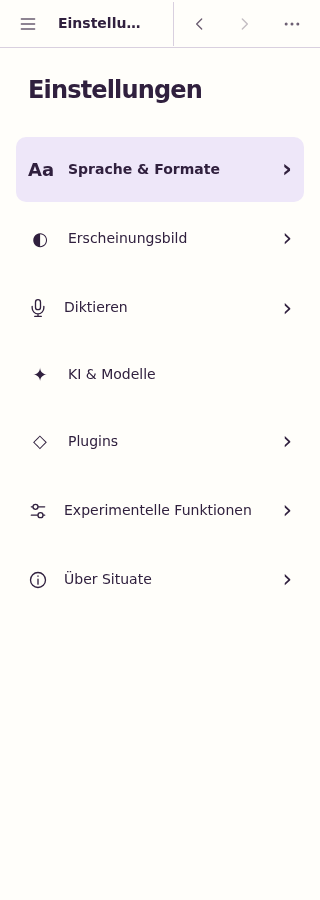 Einstellu...
Einstellungen
Aa Sprache & Formate
Erscheinungsbild
Diktieren
KI & Modelle
Plugins
Experimentelle Funktionen
Über Situate